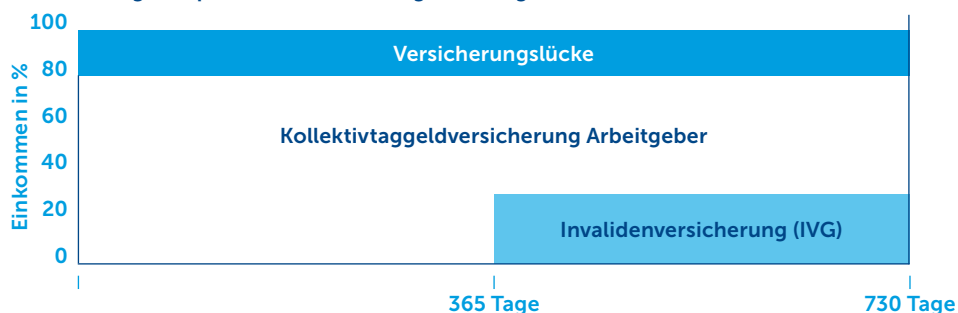 100
Versicherungslücke
80
60
Kollektivtaggeldversicherung Arbeitgeber
40
20
Invalidenversicherung (IVG)
0
Einkommen in %
365 Tage
730 Tage